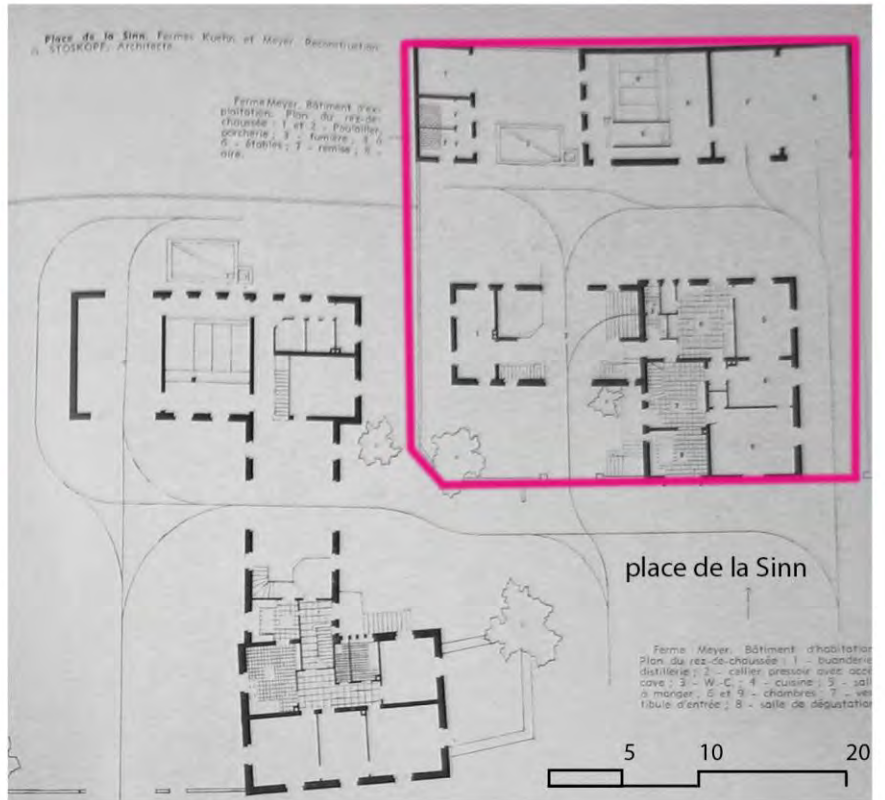 Place de la Sinn. Fermes Kuehn et Meyer. Reconstruction.
G. STOSKOPF, Architecte.
Ferme Meyer. Bâtiment d'ex-
ploitation. Plan du rez-de-
chaussée : 1 et 2 - Poulailler,
porcherie ; 3 - fumière ; 4 à
6 - étables ; 7 - remise ; 8 -
aire.
place de la Sinn
Ferme Meyer. Bâtiment d'habitation
Plan du rez-de-chaussée : 1 - buanderie
distillerie ; 2 - cellier pressoir avec accè
cave ; 3 - W.-C. ; 4 - cuisine ; 5 - sall
à manger ; 6 et 9 - chambres ; 7 - ves
tibule d'entrée ; 8 - salle de dégustation
5 10 20